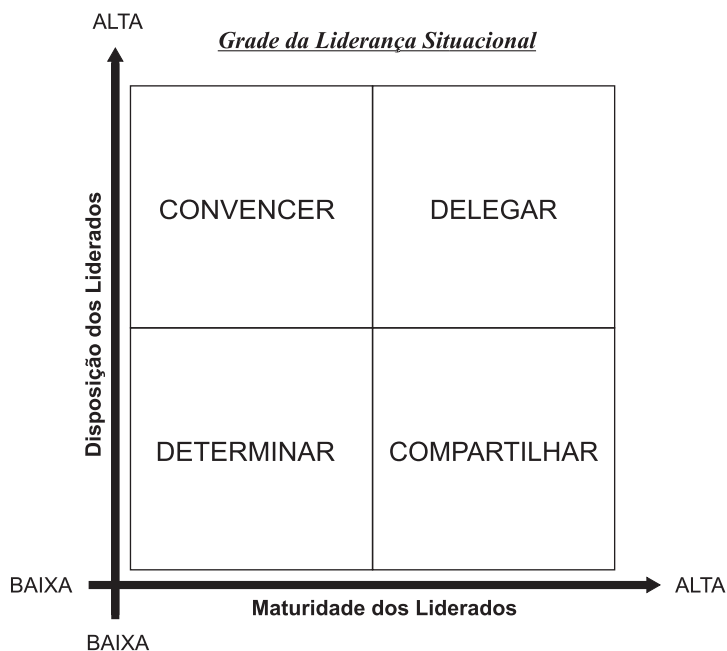 ALTA
Grade da Liderança Situacional
CONVENCER
DELEGAR
Disposição dos Liderados
DETERMINAR
COMPARTILHAR
BAIXA
ALTA
Maturidade dos Liderados
BAIXA